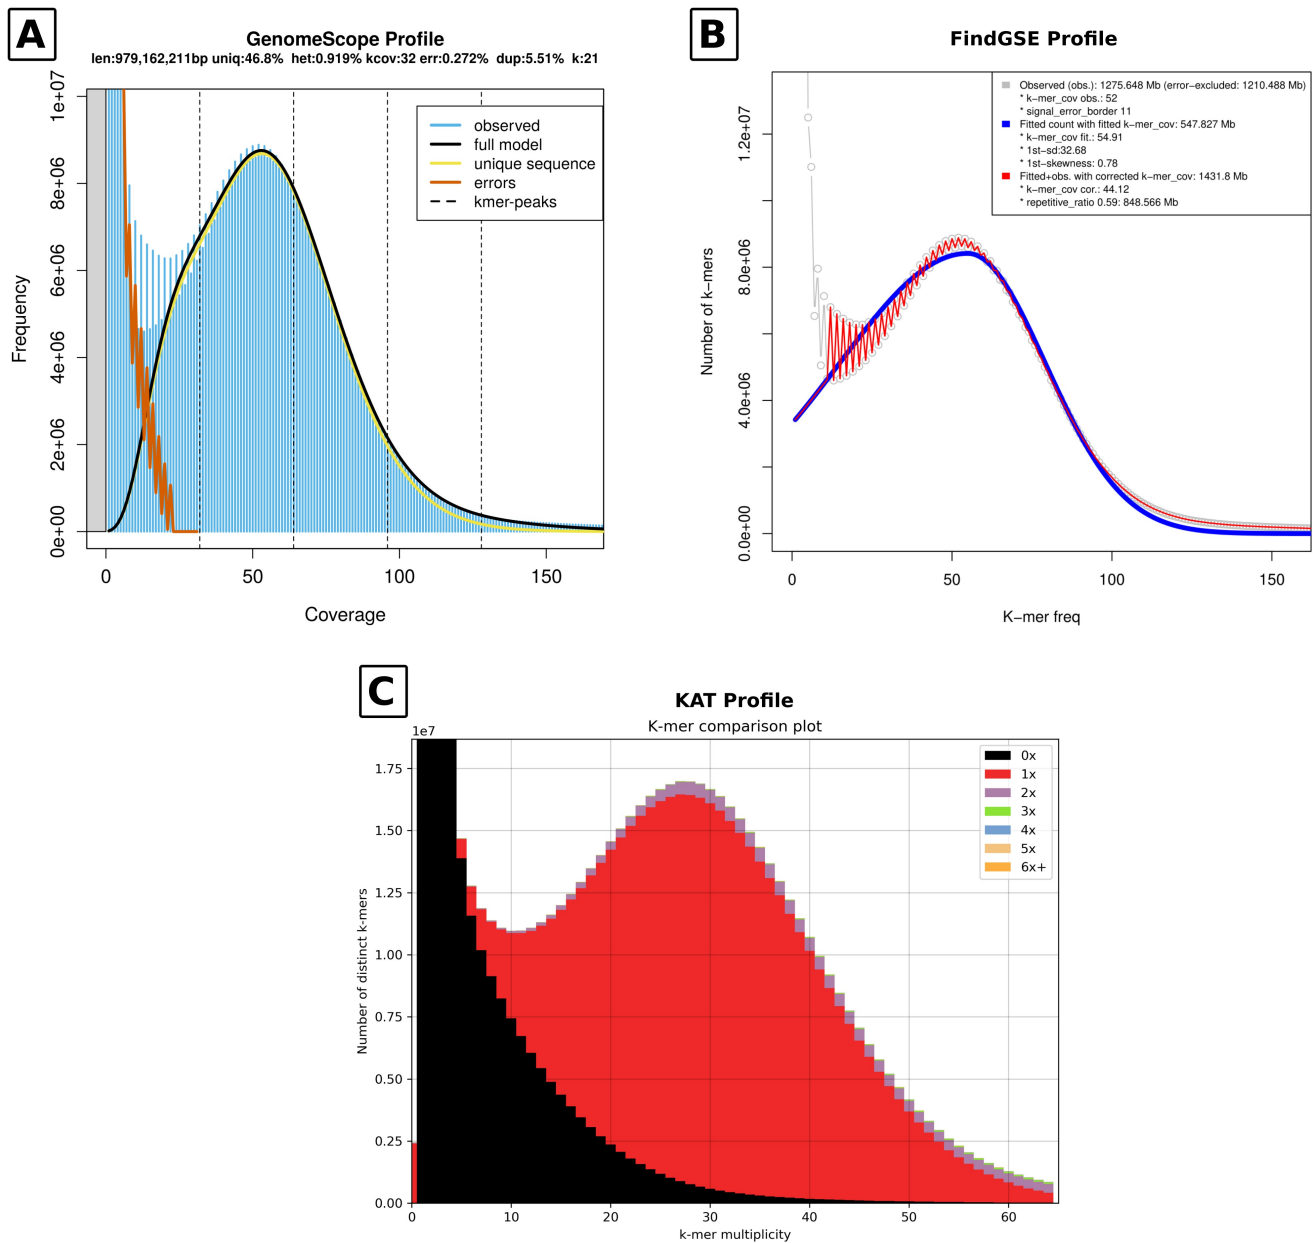 A
GenomeScope Profile
len:979,162,211bp uniq:46.8% het:0.919% kcov:32 err:0.272% dup:5.51% k:21
observed
full model
unique sequence
errors
kmer-peaks
Frequency
1e+07
8e+06
6e+06
4e+06
2e+06
0e+00
0 50 100 150
Coverage
B
FindGSE Profile
Observed (obs.): 1275.648 Mb (error−excluded: 1210.488 Mb)
* k−mer_cov obs.: 52
* signal_error_border 11
Fitted count with fitted k−mer_cov: 547.827 Mb
* k−mer_cov fit.: 54.91
* 1st−sd:32.68
* 1st−skewness: 0.78
Fitted+obs. with corrected k−mer_cov: 1431.8 Mb
* k−mer_cov cor.: 44.12
* repetitive_ratio 0.59: 848.566 Mb
Number of k−mers
1.2e+07
8.0e+06
4.0e+06
0.0e+00
0 50 100 150
K−mer freq
C
KAT Profile
K-mer comparison plot
1e7
0x
1x
2x
3x
4x
5x
6x+
Number of distinct k-mers
1.75
1.50
1.25
1.00
0.75
0.50
0.25
0.00
0 10 20 30 40 50 60
k-mer multiplicity